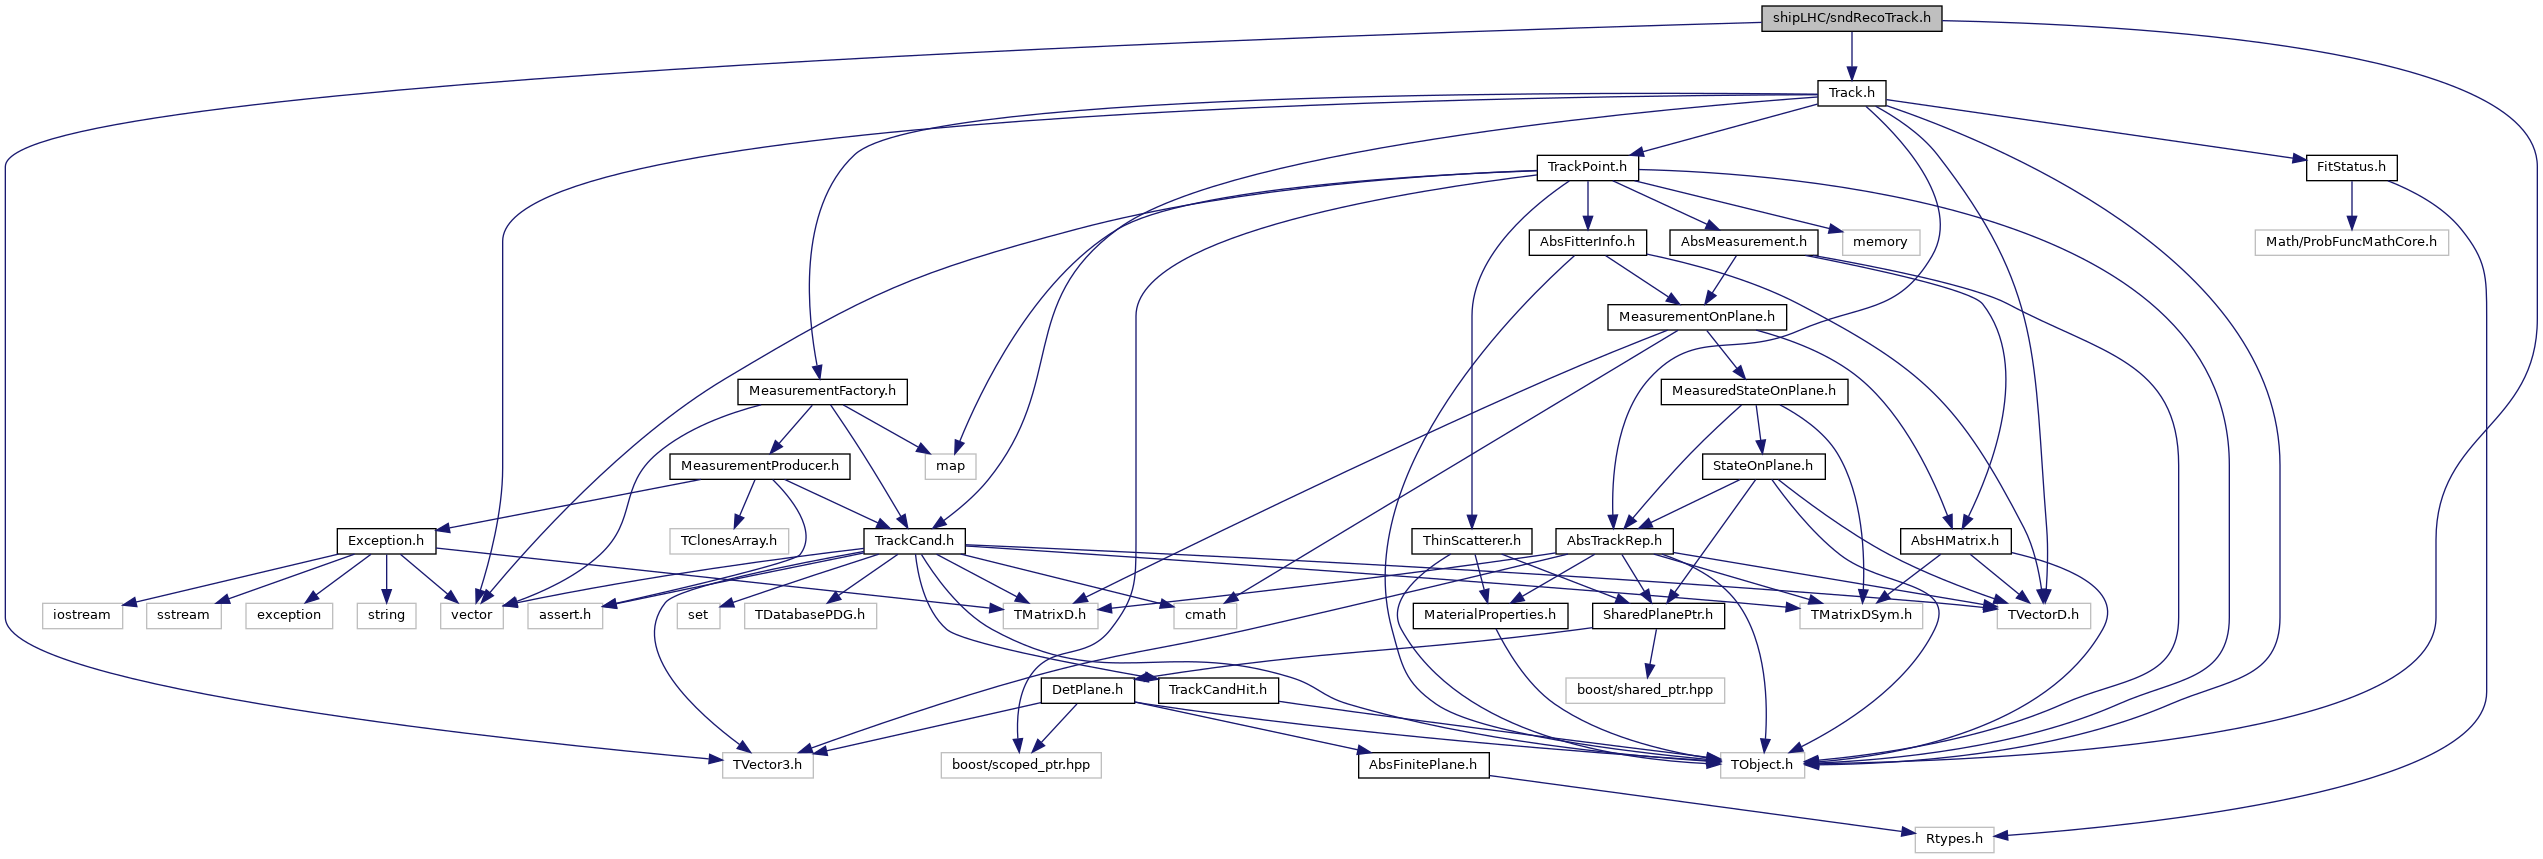 shipLHC/sndRecoTrack.h
Track.h
TrackPoint.h
FitStatus.h
AbsFitterInfo.h
AbsMeasurement.h
memory
Math/ProbFuncMathCore.h
MeasurementOnPlane.h
MeasurementFactory.h
MeasuredStateOnPlane.h
MeasurementProducer.h
map
StateOnPlane.h
Exception.h
TClonesArray.h
TrackCand.h
ThinScatterer.h
AbsTrackRep.h
AbsHMatrix.h
iostream
sstream
exception
string
vector
assert.h
set
TDatabasePDG.h
TMatrixD.h
cmath
MaterialProperties.h
SharedPlanePtr.h
TMatrixDSym.h
TVectorD.h
DetPlane.h
TrackCandHit.h
boost/shared_ptr.hpp
TVector3.h
boost/scoped_ptr.hpp
AbsFinitePlane.h
TObject.h
Rtypes.h